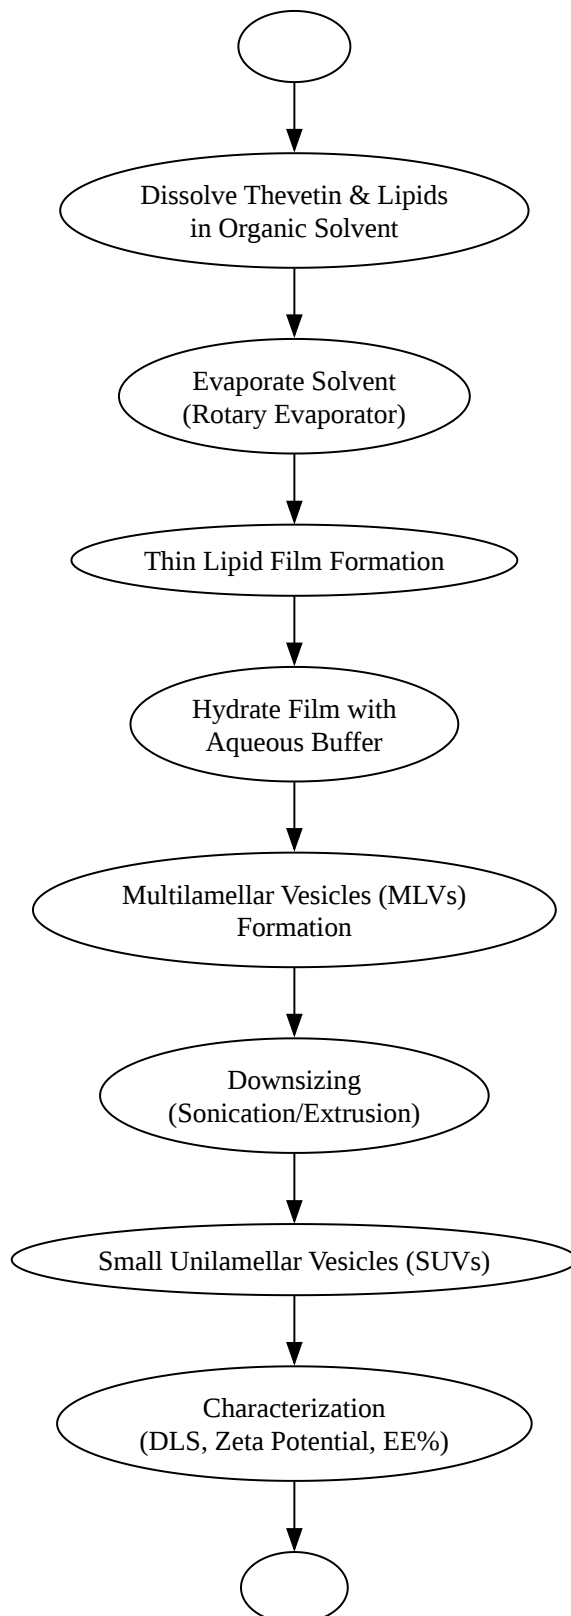 Dissolve Thevetin & Lipids
in Organic Solvent
Evaporate Solvent
(Rotary Evaporator)
Thin Lipid Film Formation
Hydrate Film with
Aqueous Buffer
Multilamellar Vesicles (MLVs)
Formation
Downsizing
(Sonication/Extrusion)
Small Unilamellar Vesicles (SUVs)
Characterization
(DLS, Zeta Potential, EE%)